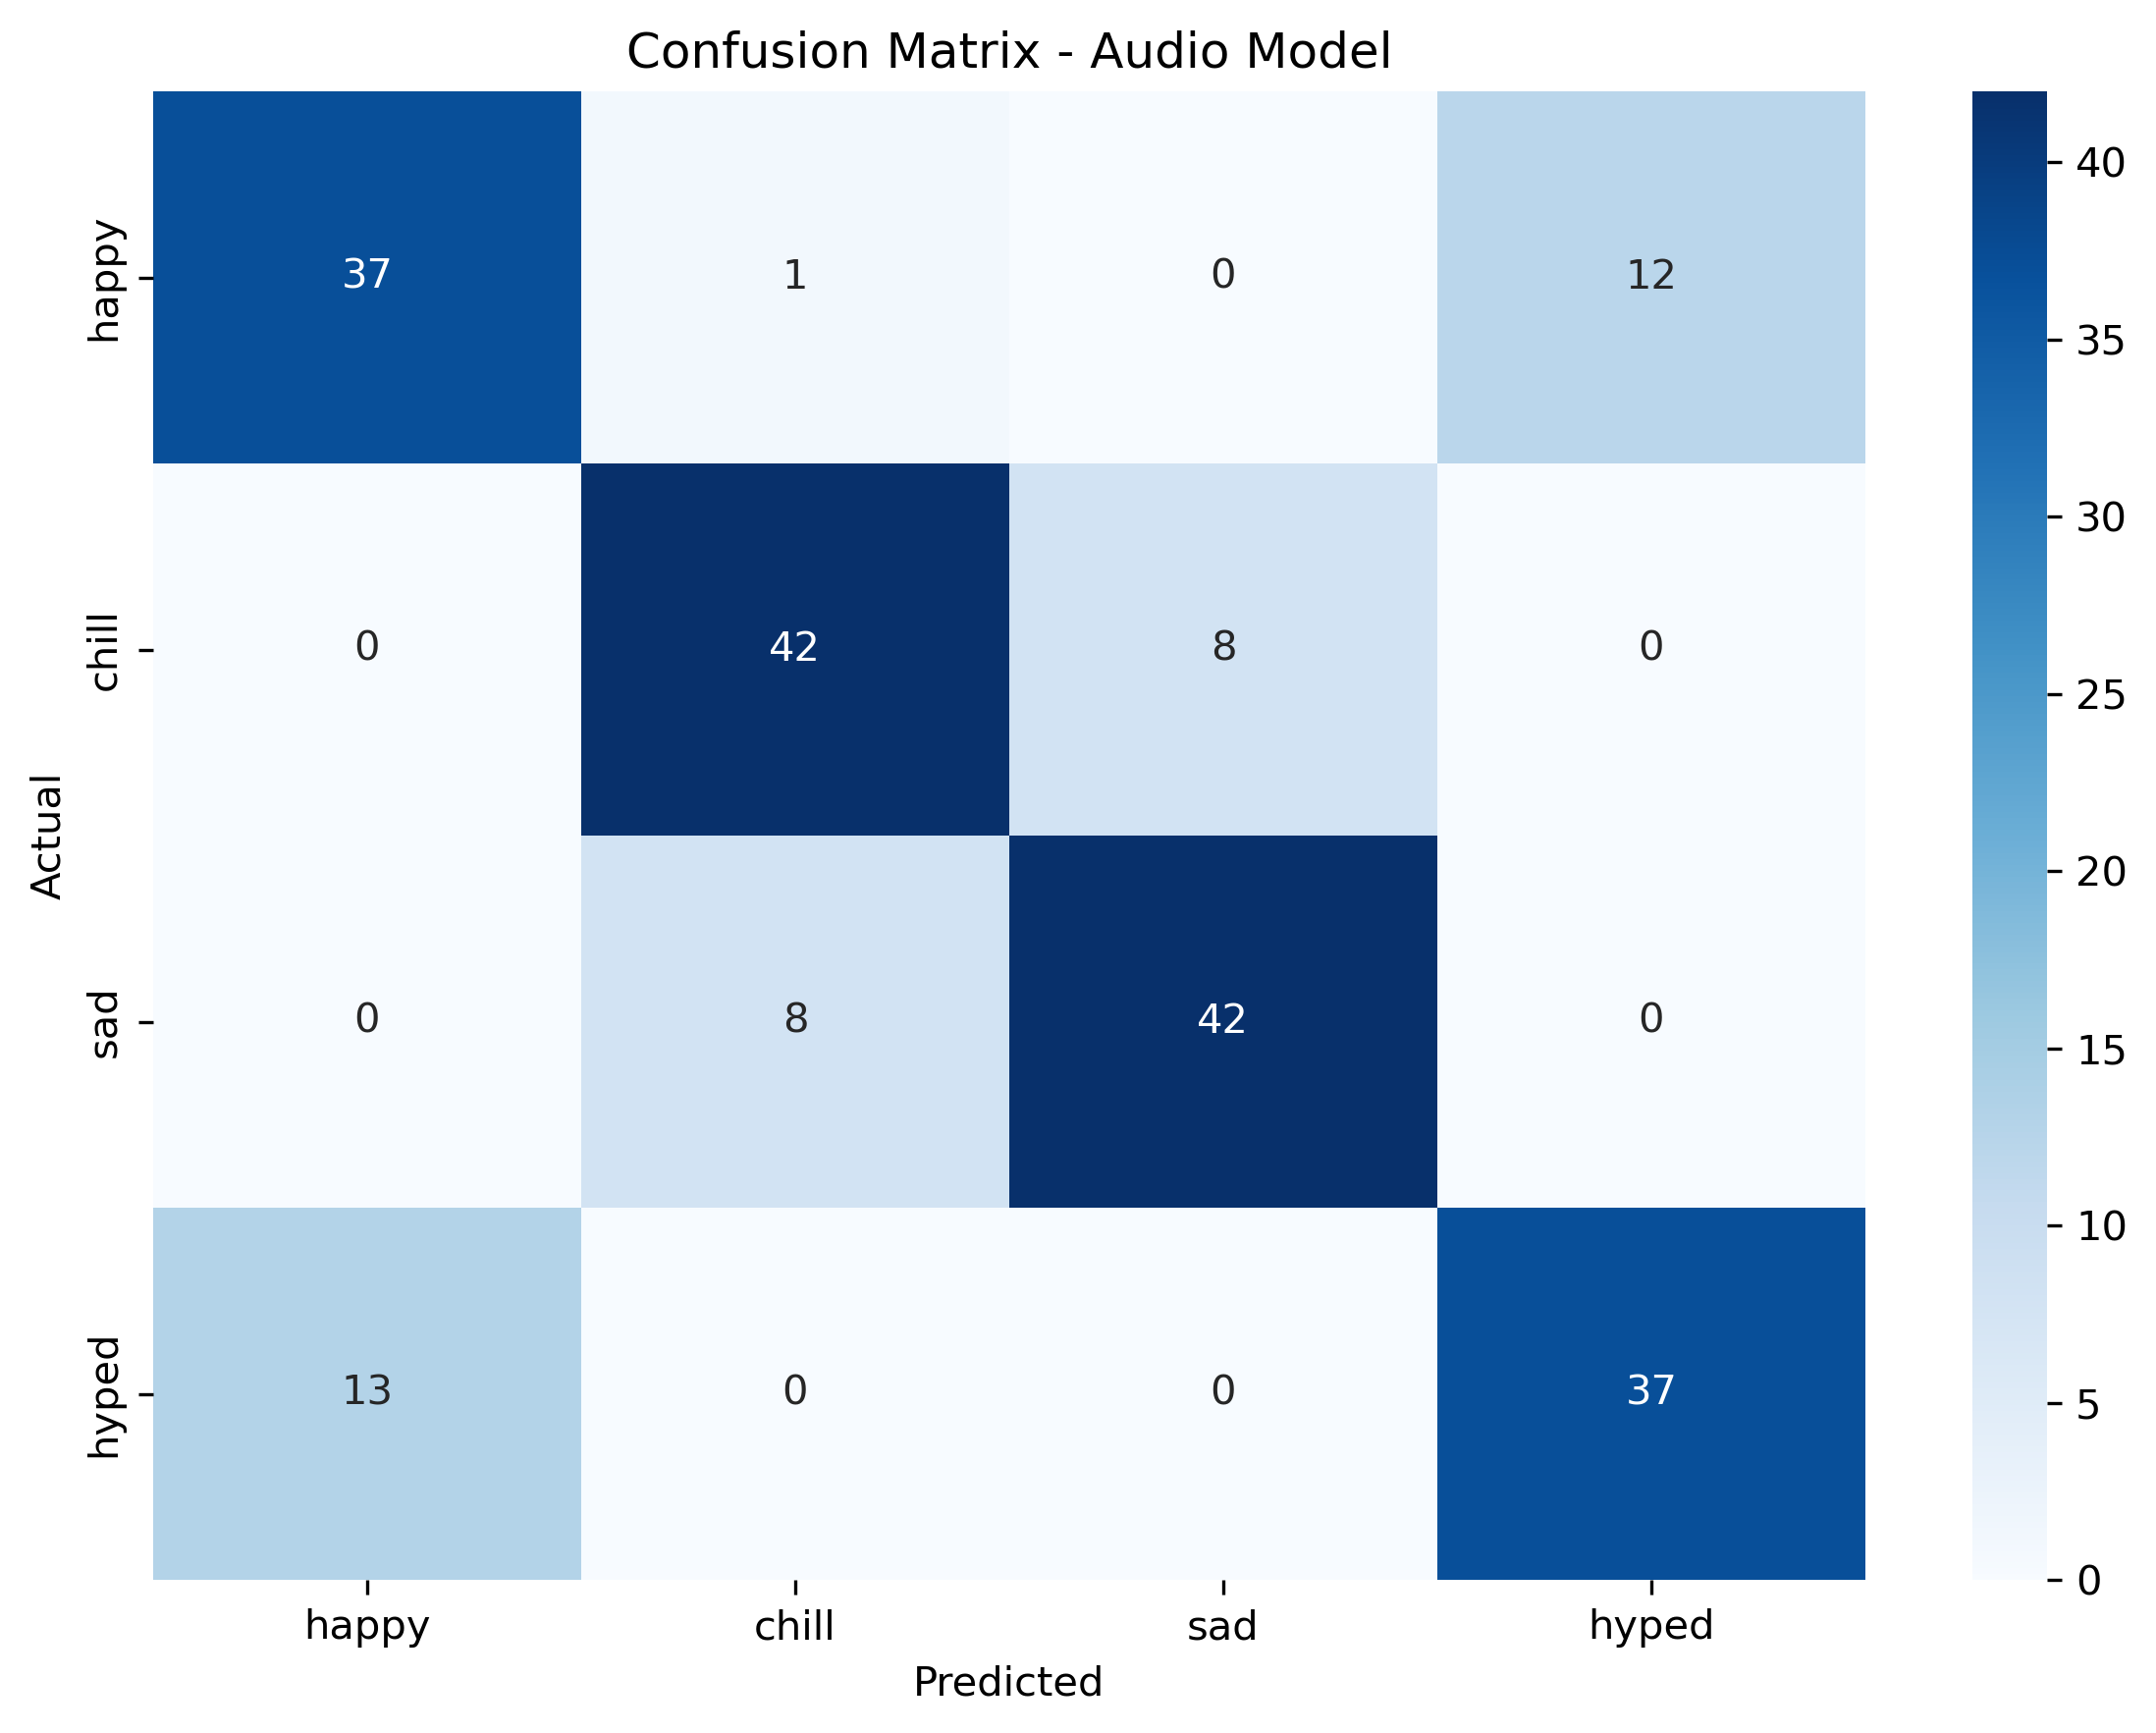 Confusion Matrix - Audio Model
happy 37 1 0 12
chill 0 42 8 0
sad 0 8 42 0
hyped 13 0 0 37
happy chill sad hyped
Predicted
Actual
40
35
30
25
20
15
10
5
0